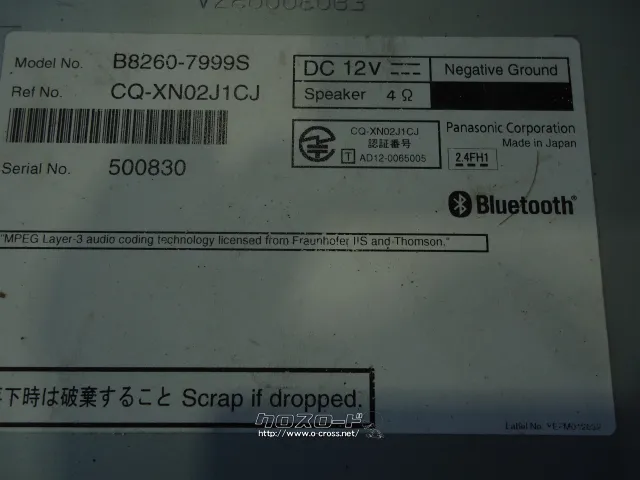 Model No. B8260-7999S
Ref No. CQ-XN02J1CJ
Serial No. 500830
DC 12V
Negative Ground
Speaker 4 Ω
CQ-XN02J1CJ
認証番号
T AD12-0065005
Panasonic Corporation
Made in Japan
2.4FH1
Bluetooth®
"MPEG Layer-3 audio coding technology licensed from Fraunhofer IIS and Thomson."
下時は破棄すること Scrap if dropped.
クロスロード
http://www.o-cross.net/
Label No.